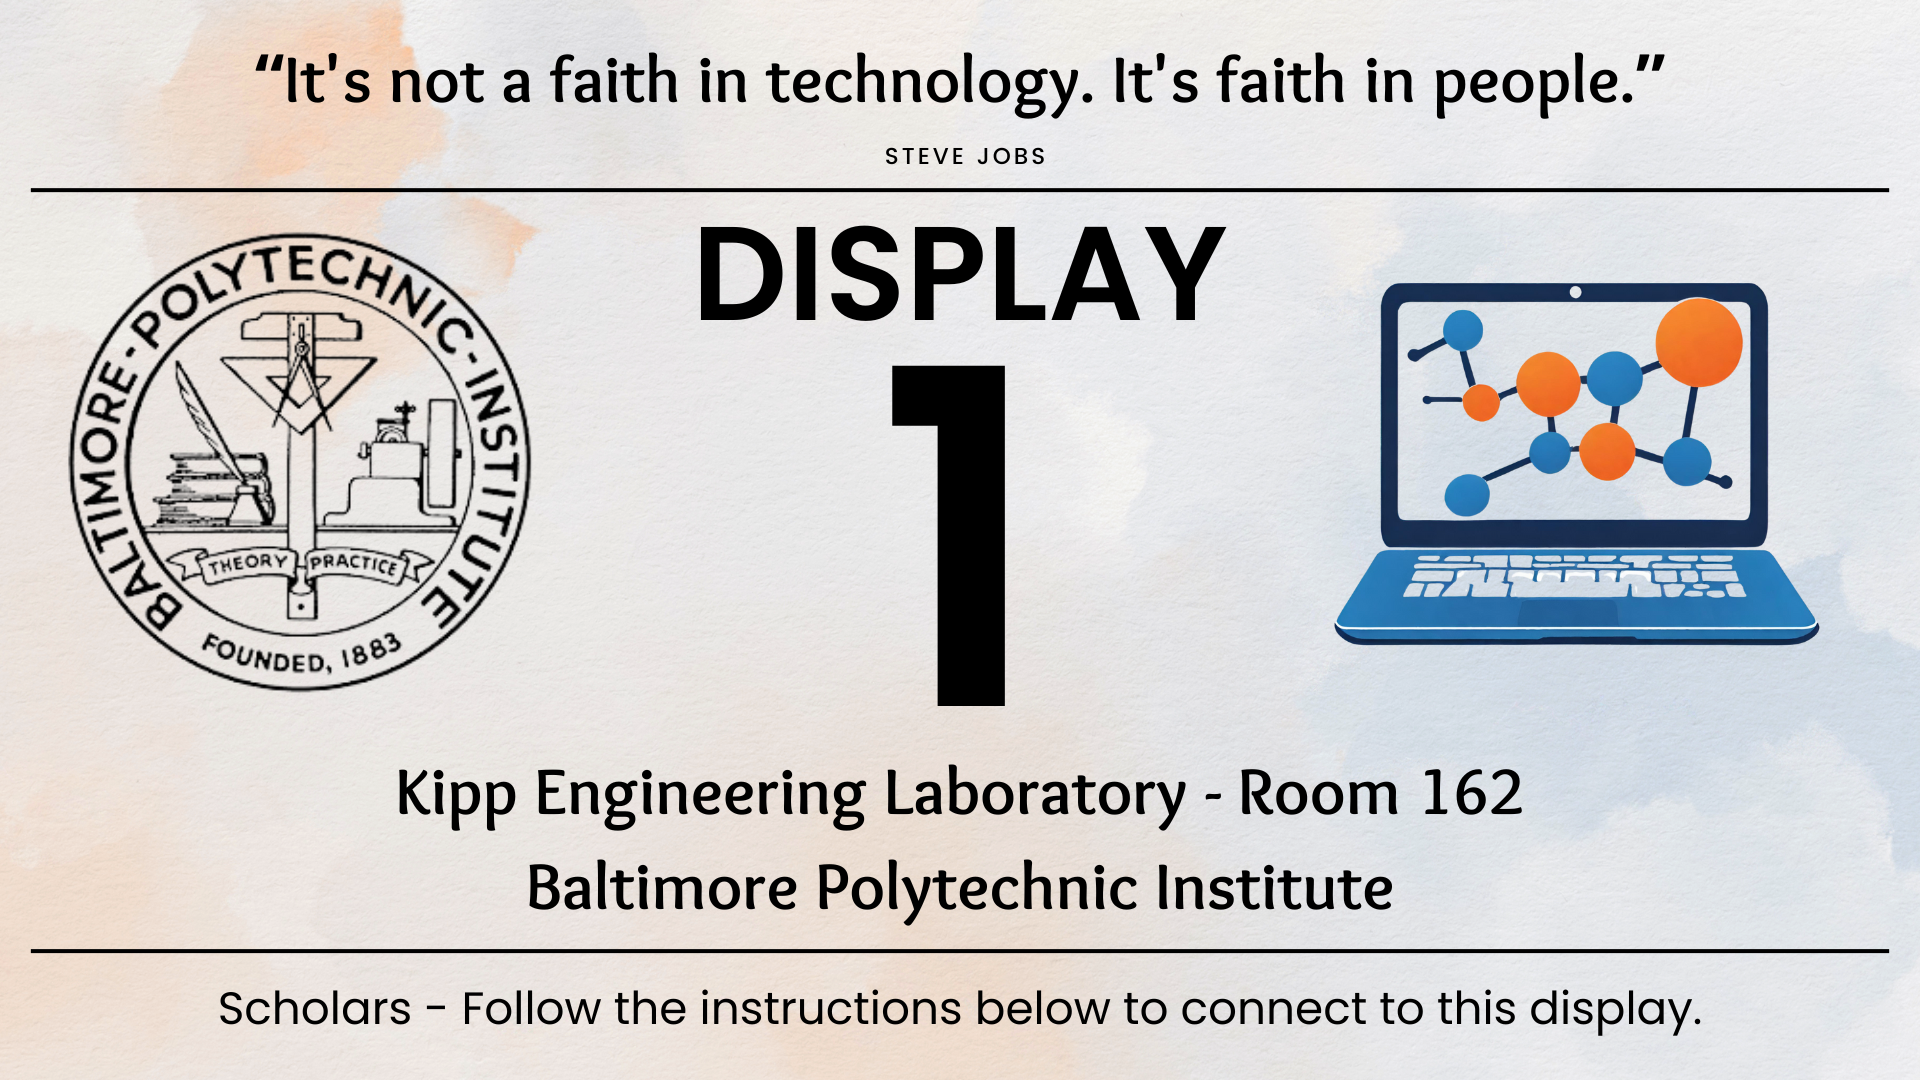 “It's not a faith in technology. It's faith in people.”
STEVE JOBS
DISPLAY
1
BALTIMORE-POLYTECHNIC-INSTITUTE
THEORY PRACTICE
FOUNDED, 1883
Kipp Engineering Laboratory - Room 162
Baltimore Polytechnic Institute
Scholars - Follow the instructions below to connect to this display.